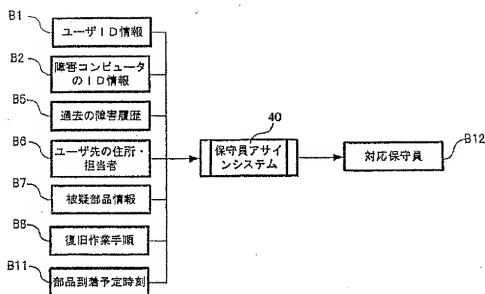 B1
ユーザID情報
B2
障害コンピュータ
のID情報
B5
過去の障害履歴
B6
ユーザ先の住所・
担当者
B7
被疑部品情報
B8
復旧作業手順
B11
部品到着予定時刻
40
保守員アサイ
ンシステム
対応保守員
B12